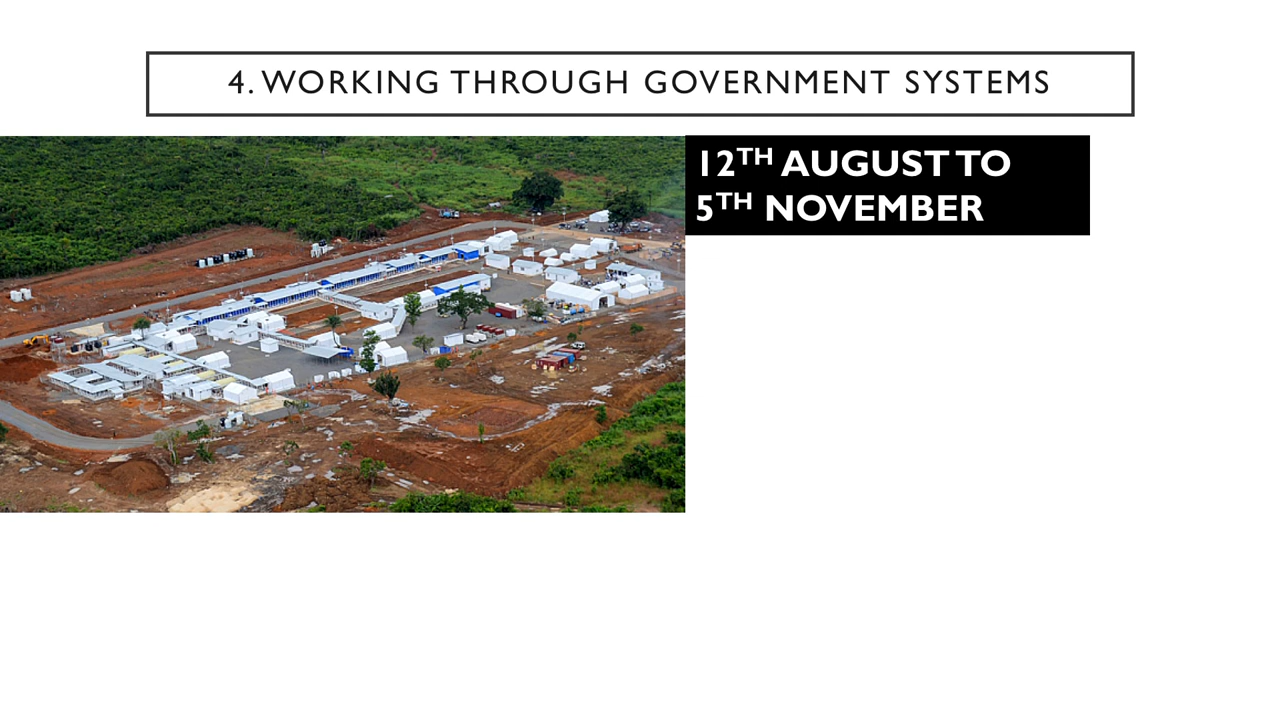 4. WORKING THROUGH GOVERNMENT SYSTEMS
12TH AUGUST TO
5TH NOVEMBER